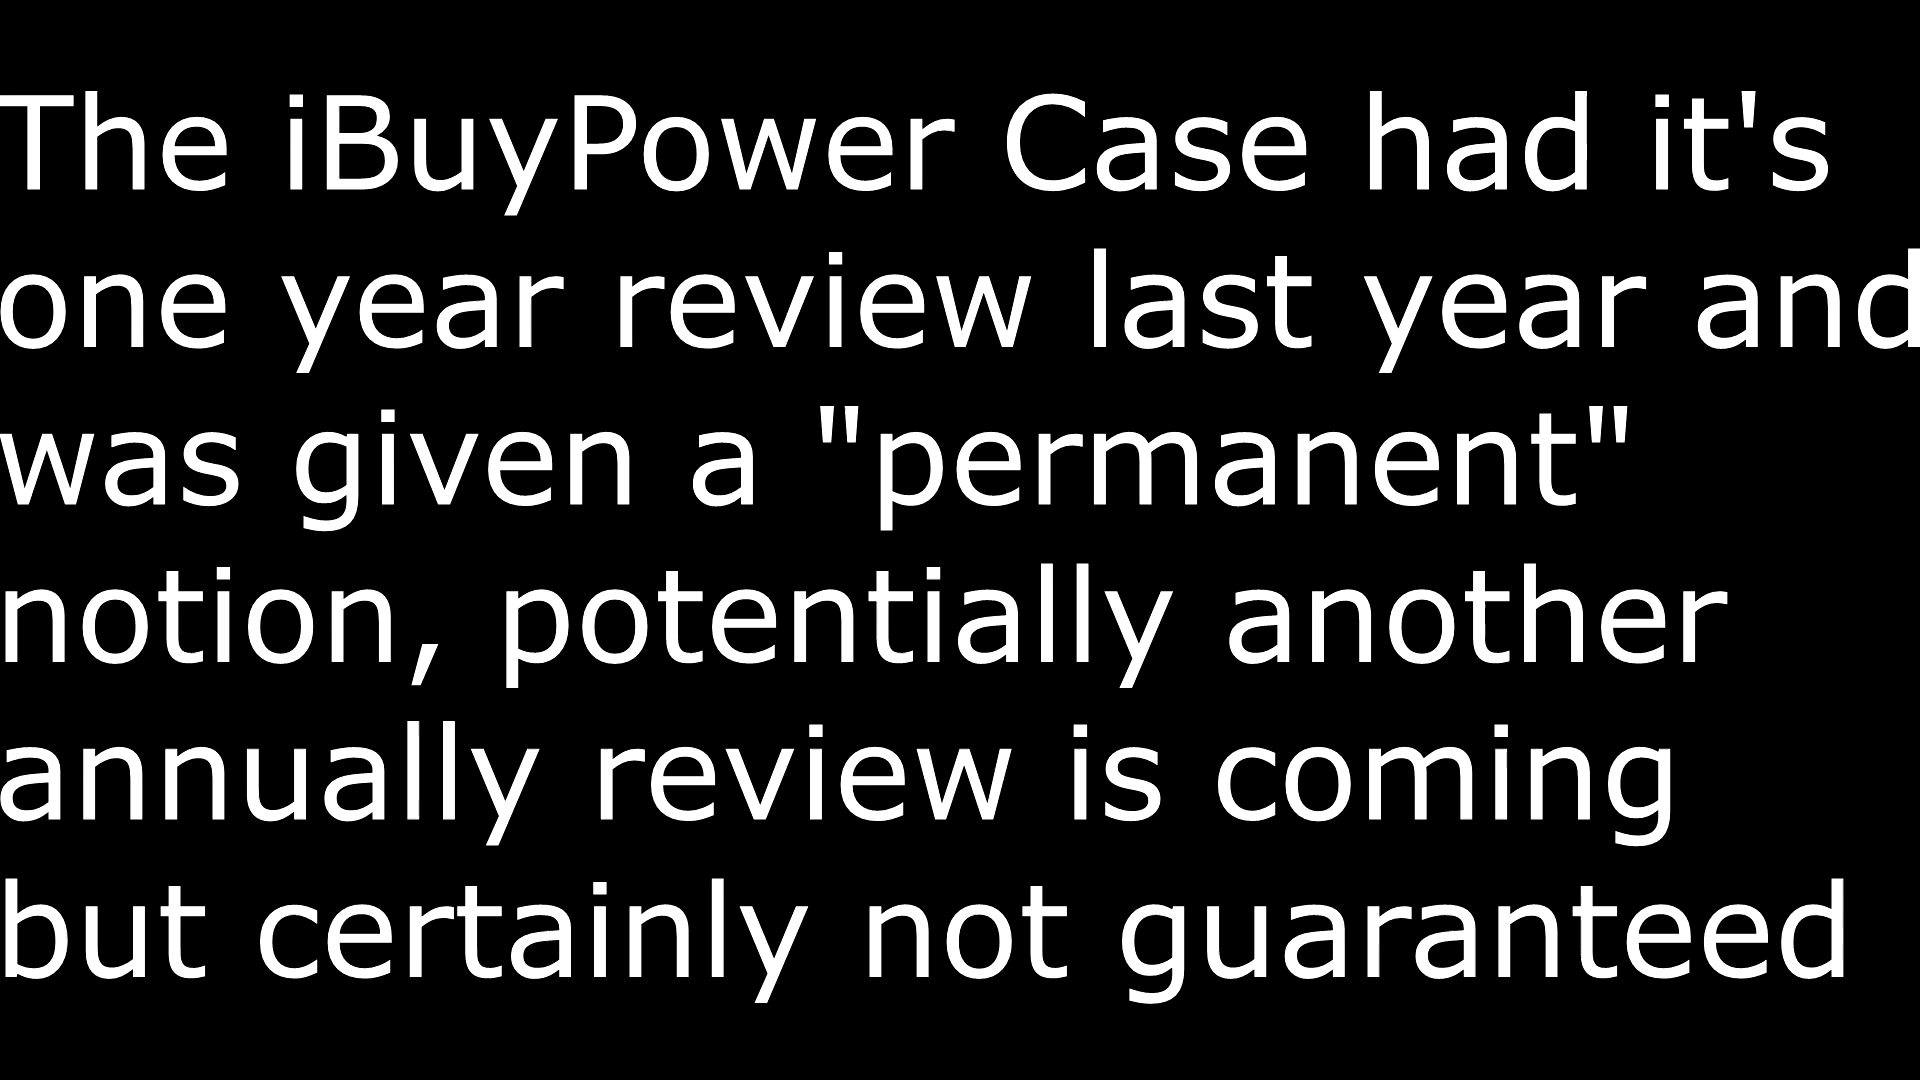 The iBuyPower Case had it's
one year review last year and
was given a "permanent"
notion, potentially another
annually review is coming
but certainly not guaranteed